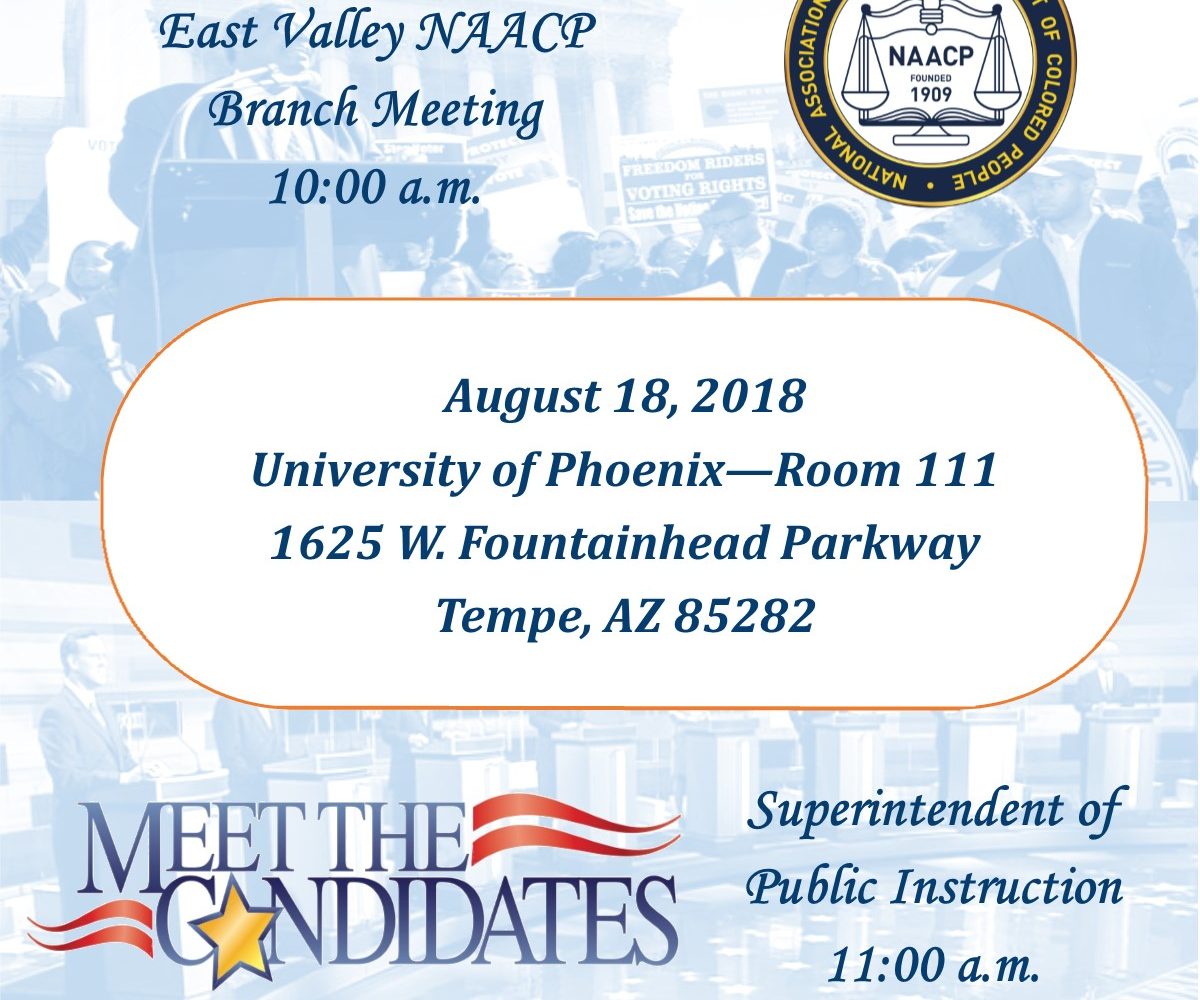 East Valley NAACP
Branch Meeting
10:00 a.m.
NATIONAL ASSOCIATION
OF COLORED PEOPLE
NAACP
FOUNDED
1909
FREEDOM RIDERS
FOR
VOTING RIGHTS
Save the
August 18, 2018
University of Phoenix—Room 111
1625 W. Fountainhead Parkway
Tempe, AZ 85282
MEET THE
CANDIDATES
Superintendent of
Public Instruction
11:00 a.m.